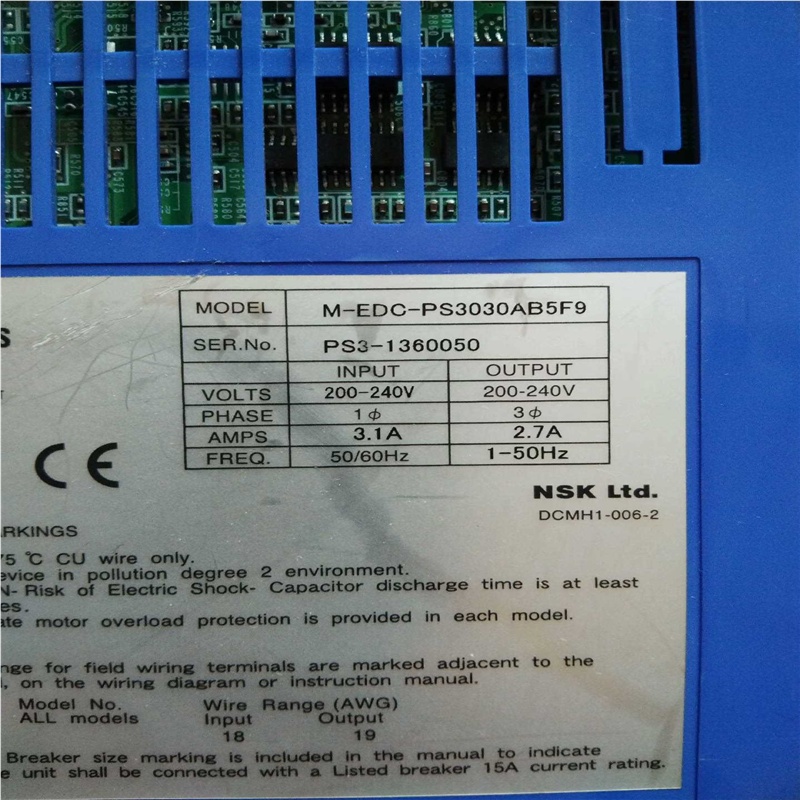 MODEL M-EDC-PS3030AB5F9
SER.No. PS3-1360050
INPUT OUTPUT
VOLTS 200-240V 200-240V
PHASE 1φ 3φ
AMPS 3.1A 2.7A
FREQ. 50/60Hz 1-50Hz
CE
NSK Ltd.
DCMH1-006-2
RKINGS
75 ℃ CU wire only.
evice in pollution degree 2 environment.
N- Risk of Electric Shock- Capacitor discharge time is at least
es.
ate motor overload protection is provided in each model.
nge for field wiring terminals are marked adjacent to the
, on the wiring diagram or instruction manual.
Model No. Wire Range (AWG)
ALL models Input Output
18 19
Breaker size marking is included in the manual to indicate
e unit shall be connected with a Listed breaker 15A current rating.